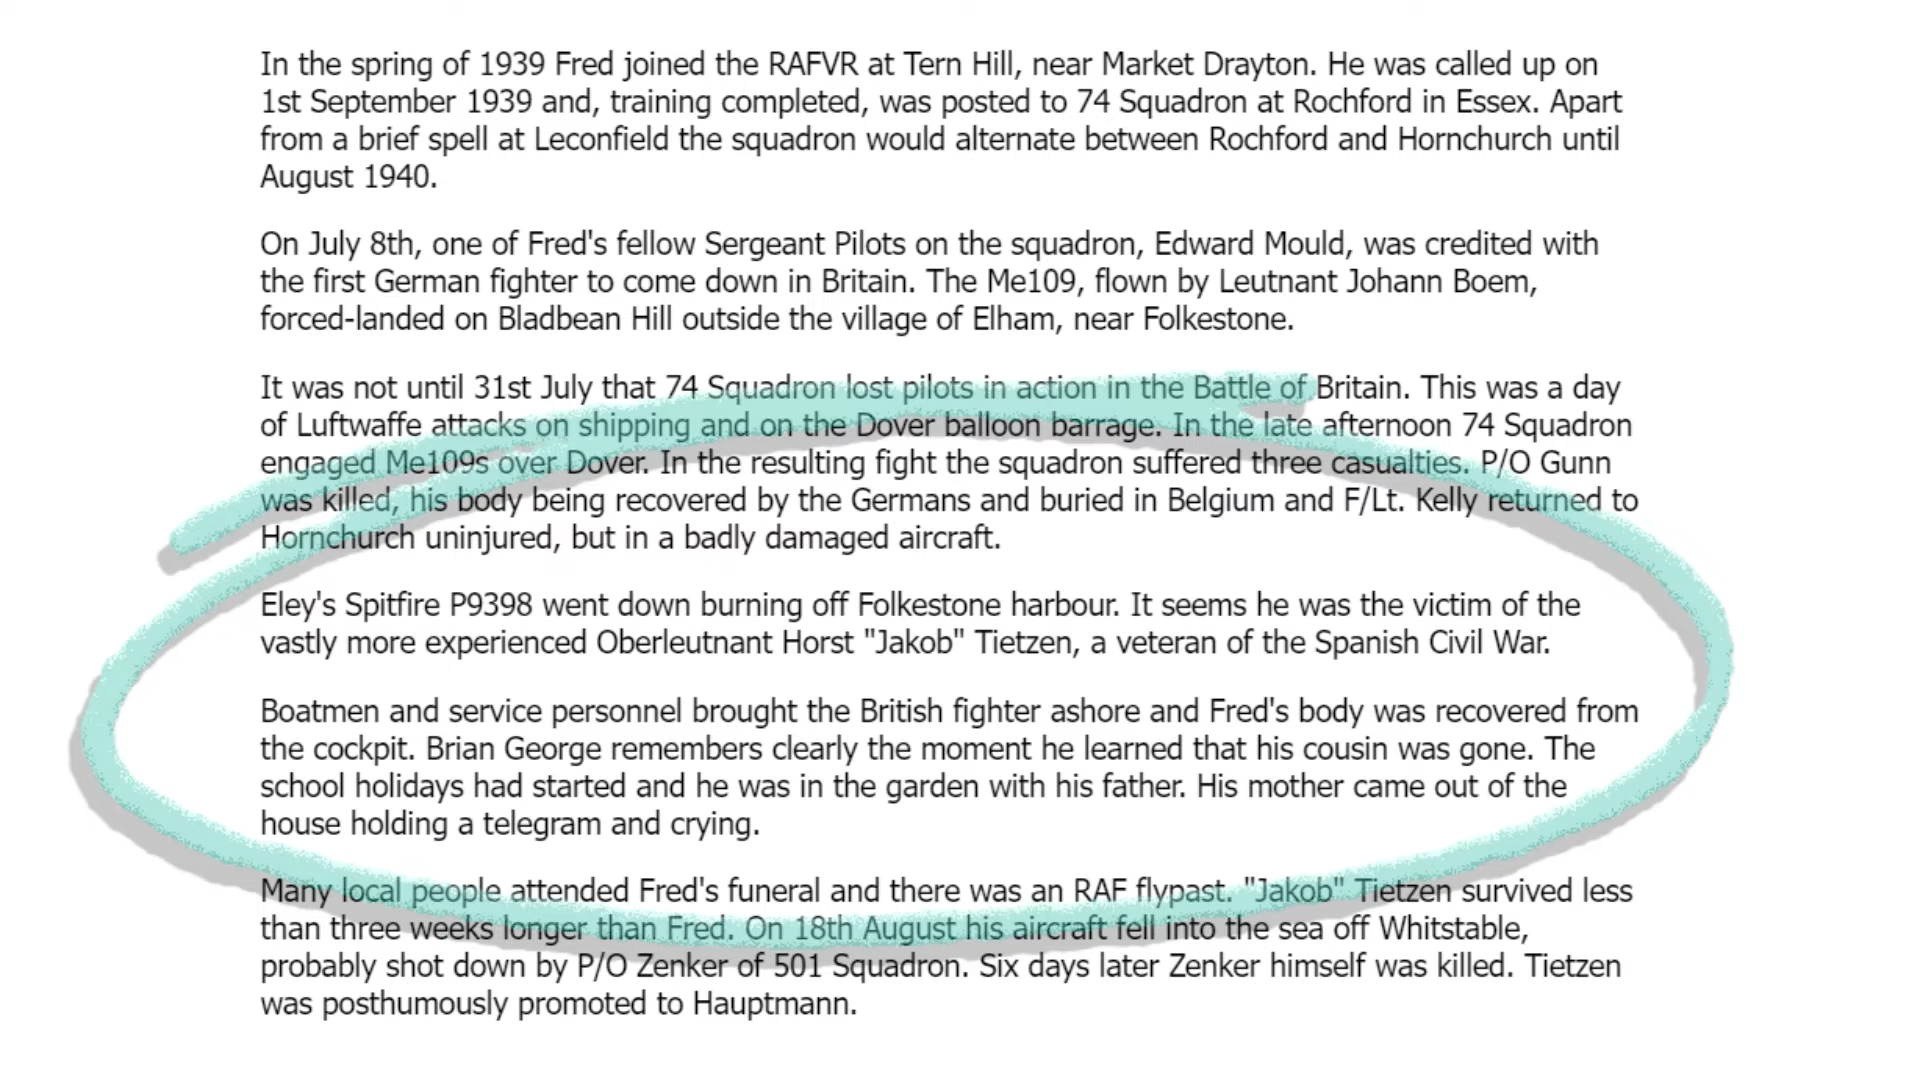 In the spring of 1939 Fred joined the RAFVR at Tern Hill, near Market Drayton. He was called up on
1st September 1939 and, training completed, was posted to 74 Squadron at Rochford in Essex. Apart
from a brief spell at Leconfield the squadron would alternate between Rochford and Hornchurch until
August 1940.
On July 8th, one of Fred's fellow Sergeant Pilots on the squadron, Edward Mould, was credited with
the first German fighter to come down in Britain. The Me109, flown by Leutnant Johann Boem,
forced-landed on Bladbean Hill outside the village of Elham, near Folkestone.
It was not until 31st July that 74 Squadron lost pilots in action in the Battle of Britain. This was a day
of Luftwaffe attacks on shipping and on the Dover balloon barrage. In the late afternoon 74 Squadron
engaged Me109s over Dover. In the resulting fight the squadron suffered three casualties. P/O Gunn
was killed, his body being recovered by the Germans and buried in Belgium and F/Lt. Kelly returned to
Hornchurch uninjured, but in a badly damaged aircraft.
Eley's Spitfire P9398 went down burning off Folkestone harbour. It seems he was the victim of the
vastly more experienced Oberleutnant Horst "Jakob" Tietzen, a veteran of the Spanish Civil War.
Boatmen and service personnel brought the British fighter ashore and Fred's body was recovered from
the cockpit. Brian George remembers clearly the moment he learned that his cousin was gone. The
school holidays had started and he was in the garden with his father. His mother came out of the
house holding a telegram and crying.
Many local people attended Fred's funeral and there was an RAF flypast. "Jakob" Tietzen survived less
than three weeks longer than Fred. On 18th August his aircraft fell into the sea off Whitstable,
probably shot down by P/O Zenker of 501 Squadron. Six days later Zenker himself was killed. Tietzen
was posthumously promoted to Hauptmann.